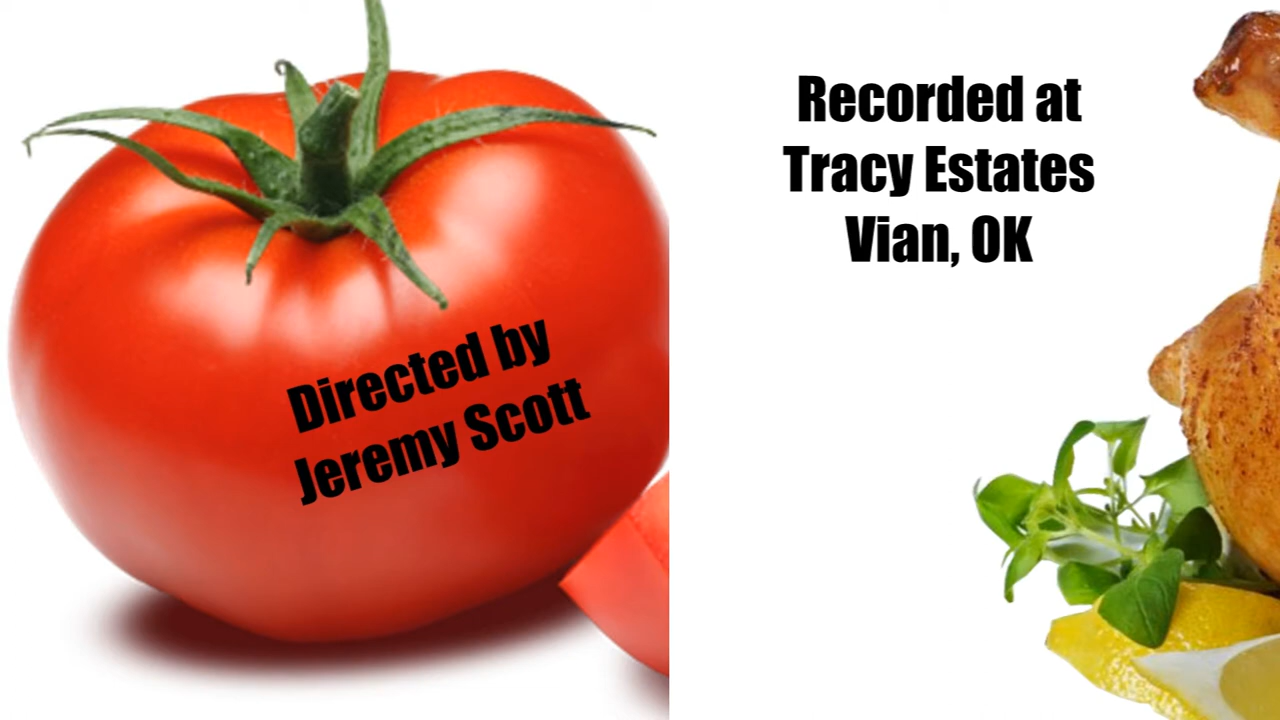 Directed by
Jeremy Scott
Recorded at
Tracy Estates
Vian, OK